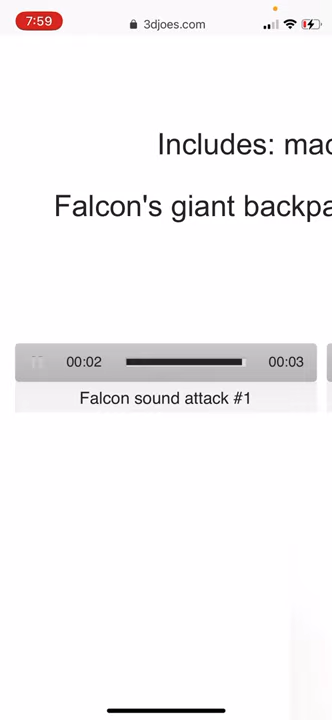 7:59
3djoes.com
Includes: mac
Falcon's giant backpa
00:02
00:03
Falcon sound attack #1